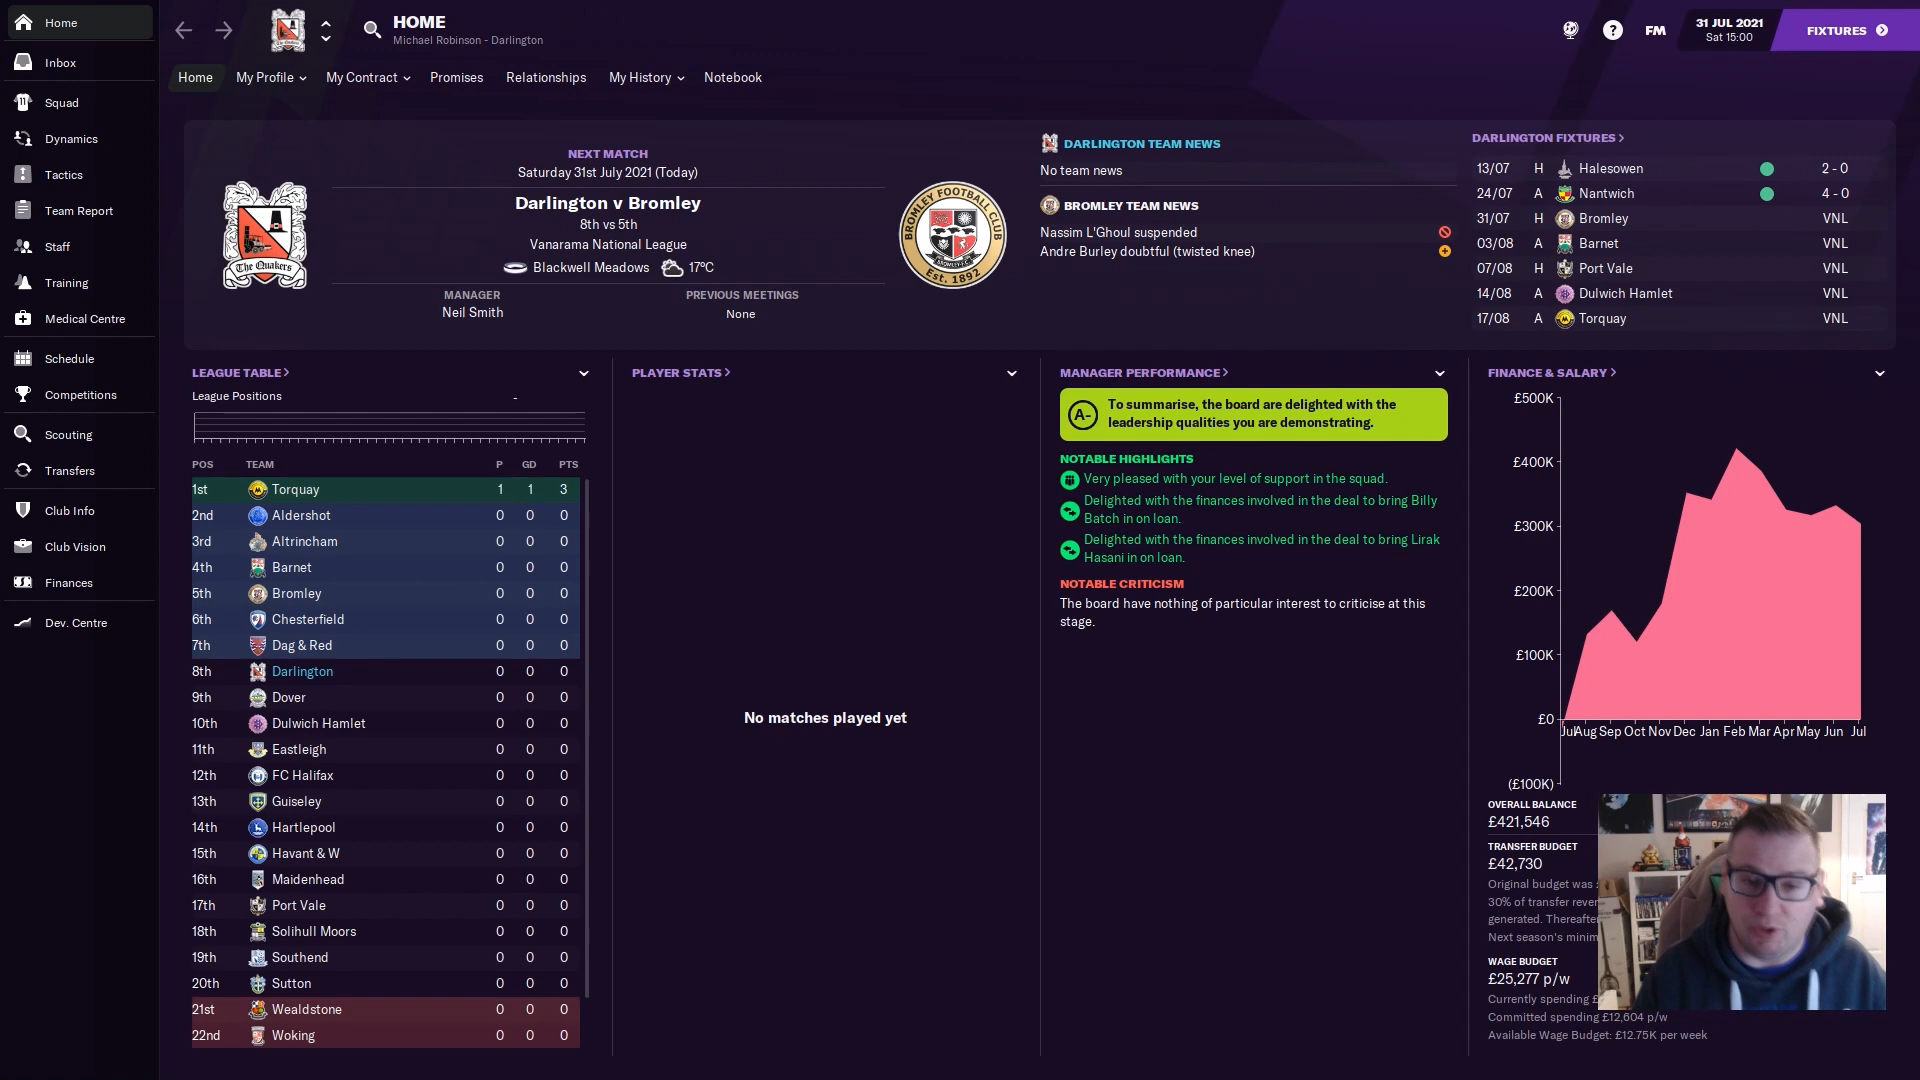 Home
Inbox
Squad
Dynamics
Tactics
Team Report
Staff
Training
Medical Centre
Schedule
Competitions
Scouting
Transfers
Club Info
Club Vision
Finances
Dev. Centre
HOME
Michael Robinson - Darlington
FM
31 JUL 2021
Sat 15:00
FIXTURES
Home
My Profile
My Contract
Promises
Relationships
My History
Notebook
The Quakers
NEXT MATCH
Saturday 31st July 2021 (Today)
Darlington v Bromley
8th vs 5th
Vanarama National League
Blackwell Meadows 17ºC
MANAGER
Neil Smith
PREVIOUS MEETINGS
None
BROMLEY FOOTBALL CLUB
Est. 1892
DARLINGTON TEAM NEWS
No team news
BROMLEY TEAM NEWS
Nassim L'Ghoul suspended
Andre Burley doubtful (twisted knee)
DARLINGTON FIXTURES >
13/07 H Halesowen 2 - 0
24/07 A Nantwich 4 - 0
31/07 H Bromley VNL
03/08 A Barnet VNL
07/08 H Port Vale VNL
14/08 A Dulwich Hamlet VNL
17/08 A Torquay VNL
LEAGUE TABLE >
League Positions -
POS TEAM P GD PTS
1st Torquay 1 1 3
2nd Aldershot 0 0 0
3rd Altrincham 0 0 0
4th Barnet 0 0 0
5th Bromley 0 0 0
6th Chesterfield 0 0 0
7th Dag & Red 0 0 0
8th Darlington 0 0 0
9th Dover 0 0 0
10th Dulwich Hamlet 0 0 0
11th Eastleigh 0 0 0
12th FC Halifax 0 0 0
13th Guiseley 0 0 0
14th Hartlepool 0 0 0
15th Havant & W 0 0 0
16th Maidenhead 0 0 0
17th Port Vale 0 0 0
18th Solihull Moors 0 0 0
19th Southend 0 0 0
20th Sutton 0 0 0
21st Wealdstone 0 0 0
22nd Woking 0 0 0
PLAYER STATS >
No matches played yet
MANAGER PERFORMANCE >
A-
To summarise, the board are delighted with the
leadership qualities you are demonstrating.
NOTABLE HIGHLIGHTS
Very pleased with your level of support in the squad.
Delighted with the finances involved in the deal to bring Billy
Batch in on loan.
Delighted with the finances involved in the deal to bring Lirak
Hasani in on loan.
NOTABLE CRITICISM
The board have nothing of particular interest to criticise at this
stage.
FINANCE & SALARY >
£500K
£400K
£300K
£200K
£100K
£0
Jul Aug Sep Oct Nov Dec Jan Feb Mar Apr May Jun Jul
(£100K)
OVERALL BALANCE
£421,546
TRANSFER BUDGET
£42,730
Original budget was
30% of transfer
generated. Thereafter
Next season's
WAGE BUDGET
£25,277 p/w
Currently spending
Committed spending £12,604 p/w
Available Wage Budget: £12.75K per week